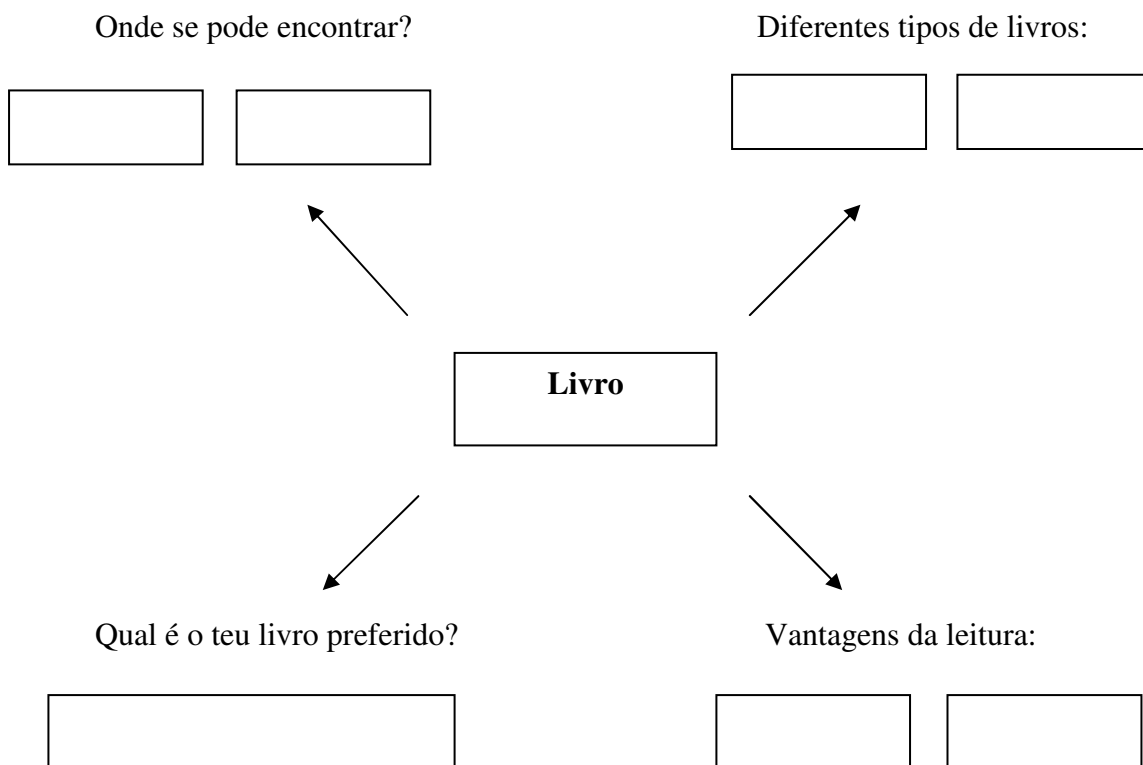 Onde se pode encontrar?
Diferentes tipos de livros:
Livro
Qual é o teu livro preferido?
Vantagens da leitura: